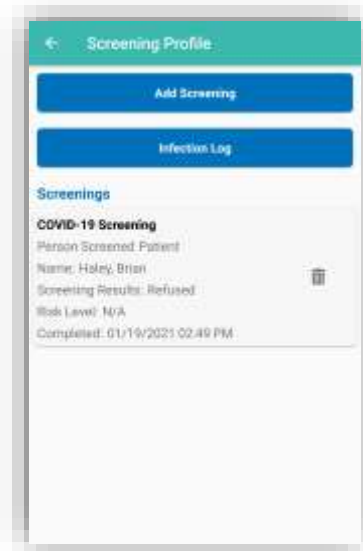 Screening Profile
Add Screening
Infection Log
Screenings
COVID-19 Screening
Person Screened: Patient
Name: Haley, Brian
Screening Results: Refused
Risk Level: N/A
Completed: 01/19/2021 02:49 PM